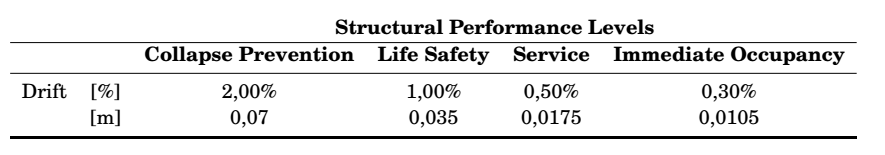 Structural Performance Levels
Collapse Prevention Life Safety Service Immediate Occupancy
Drift [%] 2,00% 1,00% 0,50% 0,30%
[m] 0,07 0,035 0,0175 0,0105